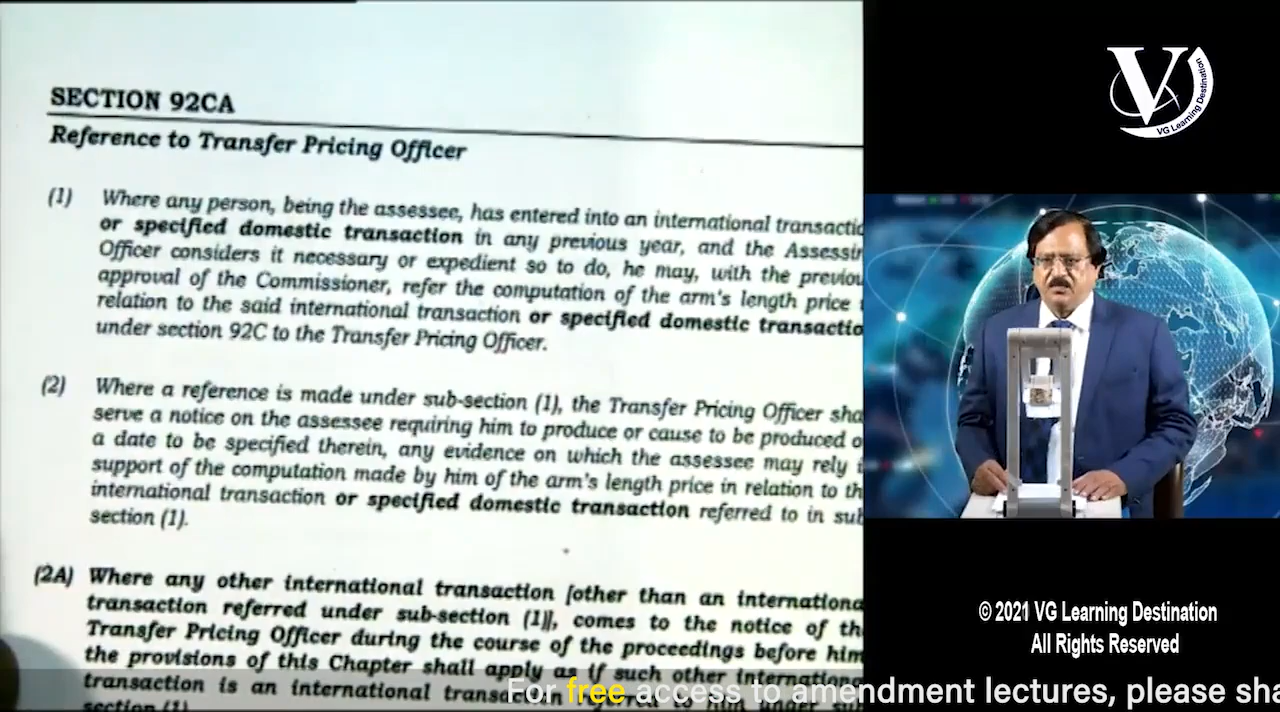 SECTION 92CA
Reference to Transfer Pricing Officer
(1) Where any person, being the assessee, has entered into an international transactio
or specified domestic transaction in any previous year, and the Assessin
Officer considers it necessary or expedient so to do, he may, with the previou
approval of the Commissioner, refer the computation of the arm's length price
relation to the said international transaction or specified domestic transactio
under section 92C to the Transfer Pricing Officer.
(2) Where a reference is made under sub-section (1), the Transfer Pricing Officer sha
serve a notice on the assessee requiring him to produce or cause to be produced o
a date to be specified therein, any evidence on which the assessee may rely i
support of the computation made by him of the arm's length price in relation to th
international transaction or specified domestic transaction referred to in sub
section (1).
(2A) Where any other international transaction [other than an internationa
transaction referred under sub-section (1)], comes to the notice of th
Transfer Pricing Officer during the course of the proceedings before him
the provisions of this Chapter shall apply as if such other internationa
transaction is an international transaction referred to him under sub
section (1)
For free access to amendment lectures, please sha
V
VG Learning Destination
© 2021 VG Learning Destination
All Rights Reserved